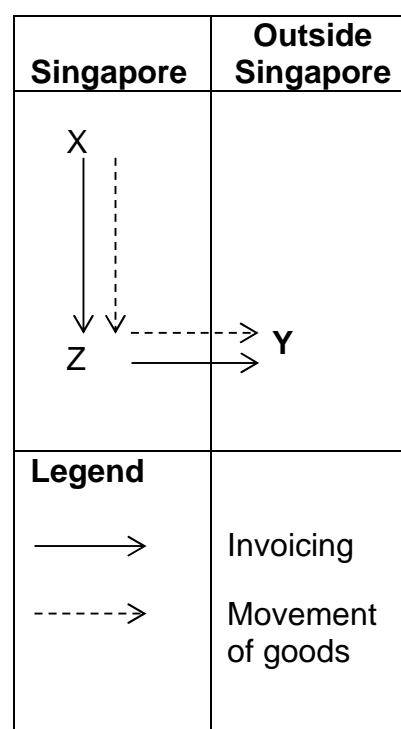 Singapore
Outside
Singapore
X
Z
Y
Legend
Invoicing
Movement
of goods